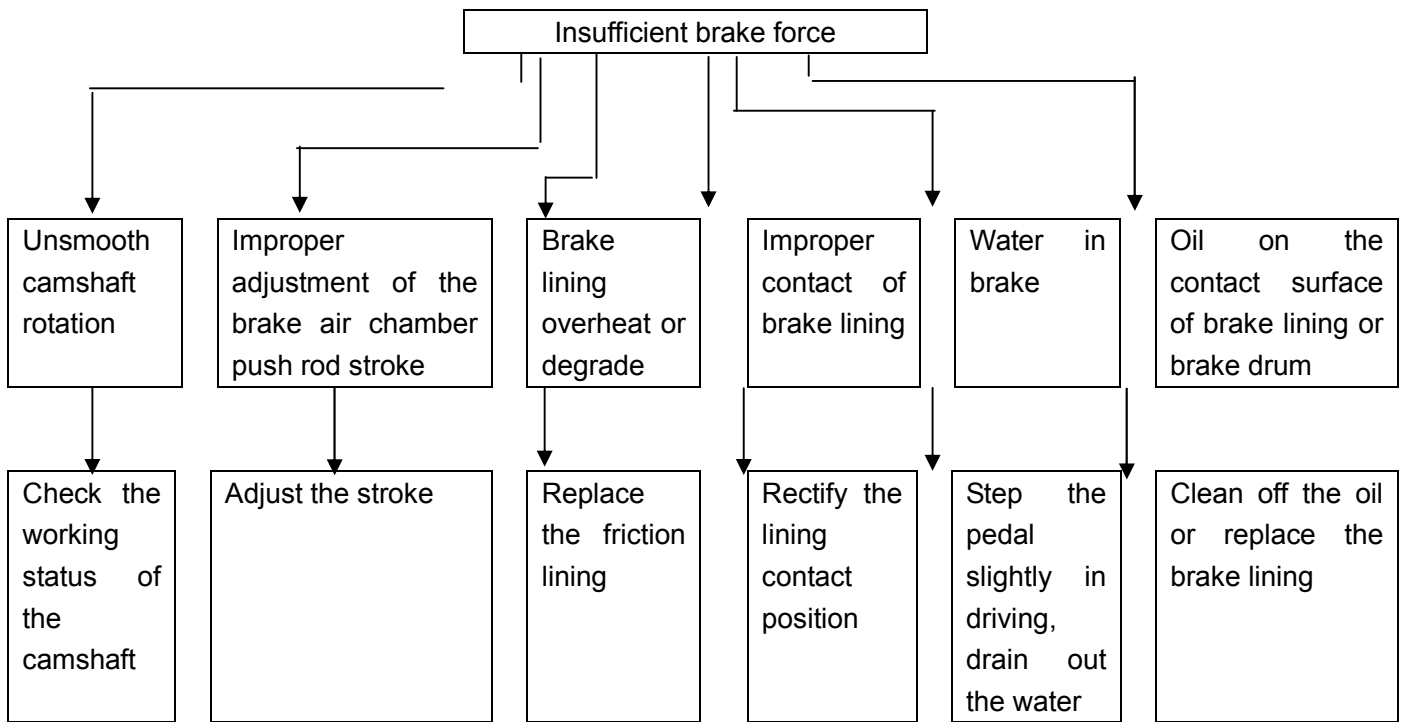 Insufficient brake force
Unsmooth
camshaft
rotation
Improper
adjustment of the
brake air chamber
push rod stroke
Brake
lining
overheat or
degrade
Improper
contact of
brake lining
Water in
brake
Oil on the
contact surface
of brake lining or
brake drum
Check the
working
status of
the
camshaft
Adjust the stroke
Replace
the friction
lining
Rectify the
lining
contact
position
Step the
pedal
slightly in
driving,
drain out
the water
Clean off the oil
or replace the
brake lining